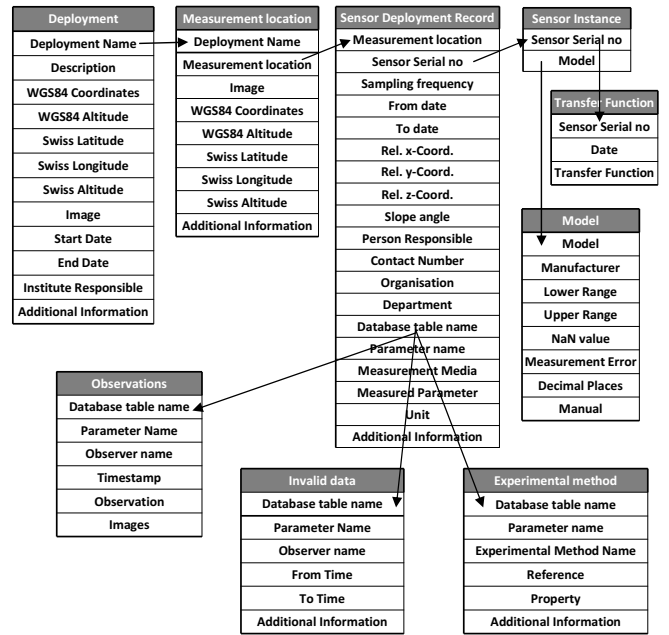 Deployment
Deployment Name
Description
WGS84 Coordinates
WGS84 Altitude
Swiss Latitude
Swiss Longitude
Swiss Altitude
Image
Start Date
End Date
Institute Responsible
Additional Information
Measurement location
Deployment Name
Measurement location
Image
WGS84 Coordinates
WGS84 Altitude
Swiss Latitude
Swiss Longitude
Swiss Altitude
Additional Information
Sensor Deployment Record
Measurement location
Sensor Serial no
Sampling frequency
From date
To date
Rel. x-Coord.
Rel. y-Coord.
Rel. z-Coord.
Slope angle
Person Responsible
Contact Number
Organisation
Department
Database table name
Parameter name
Measurement Media
Measured Parameter
Unit
Additional Information
Sensor Instance
Sensor Serial no
Model
Transfer Function
Sensor Serial no
Date
Transfer Function
Model
Model
Manufacturer
Lower Range
Upper Range
NaN value
Measurement Error
Decimal Places
Manual
Observations
Database table name
Parameter Name
Observer name
Timestamp
Observation
Images
Invalid data
Database table name
Parameter Name
Observer name
From Time
To Time
Additional Information
Experimental method
Database table name
Parameter name
Experimental Method Name
Reference
Property
Additional Information